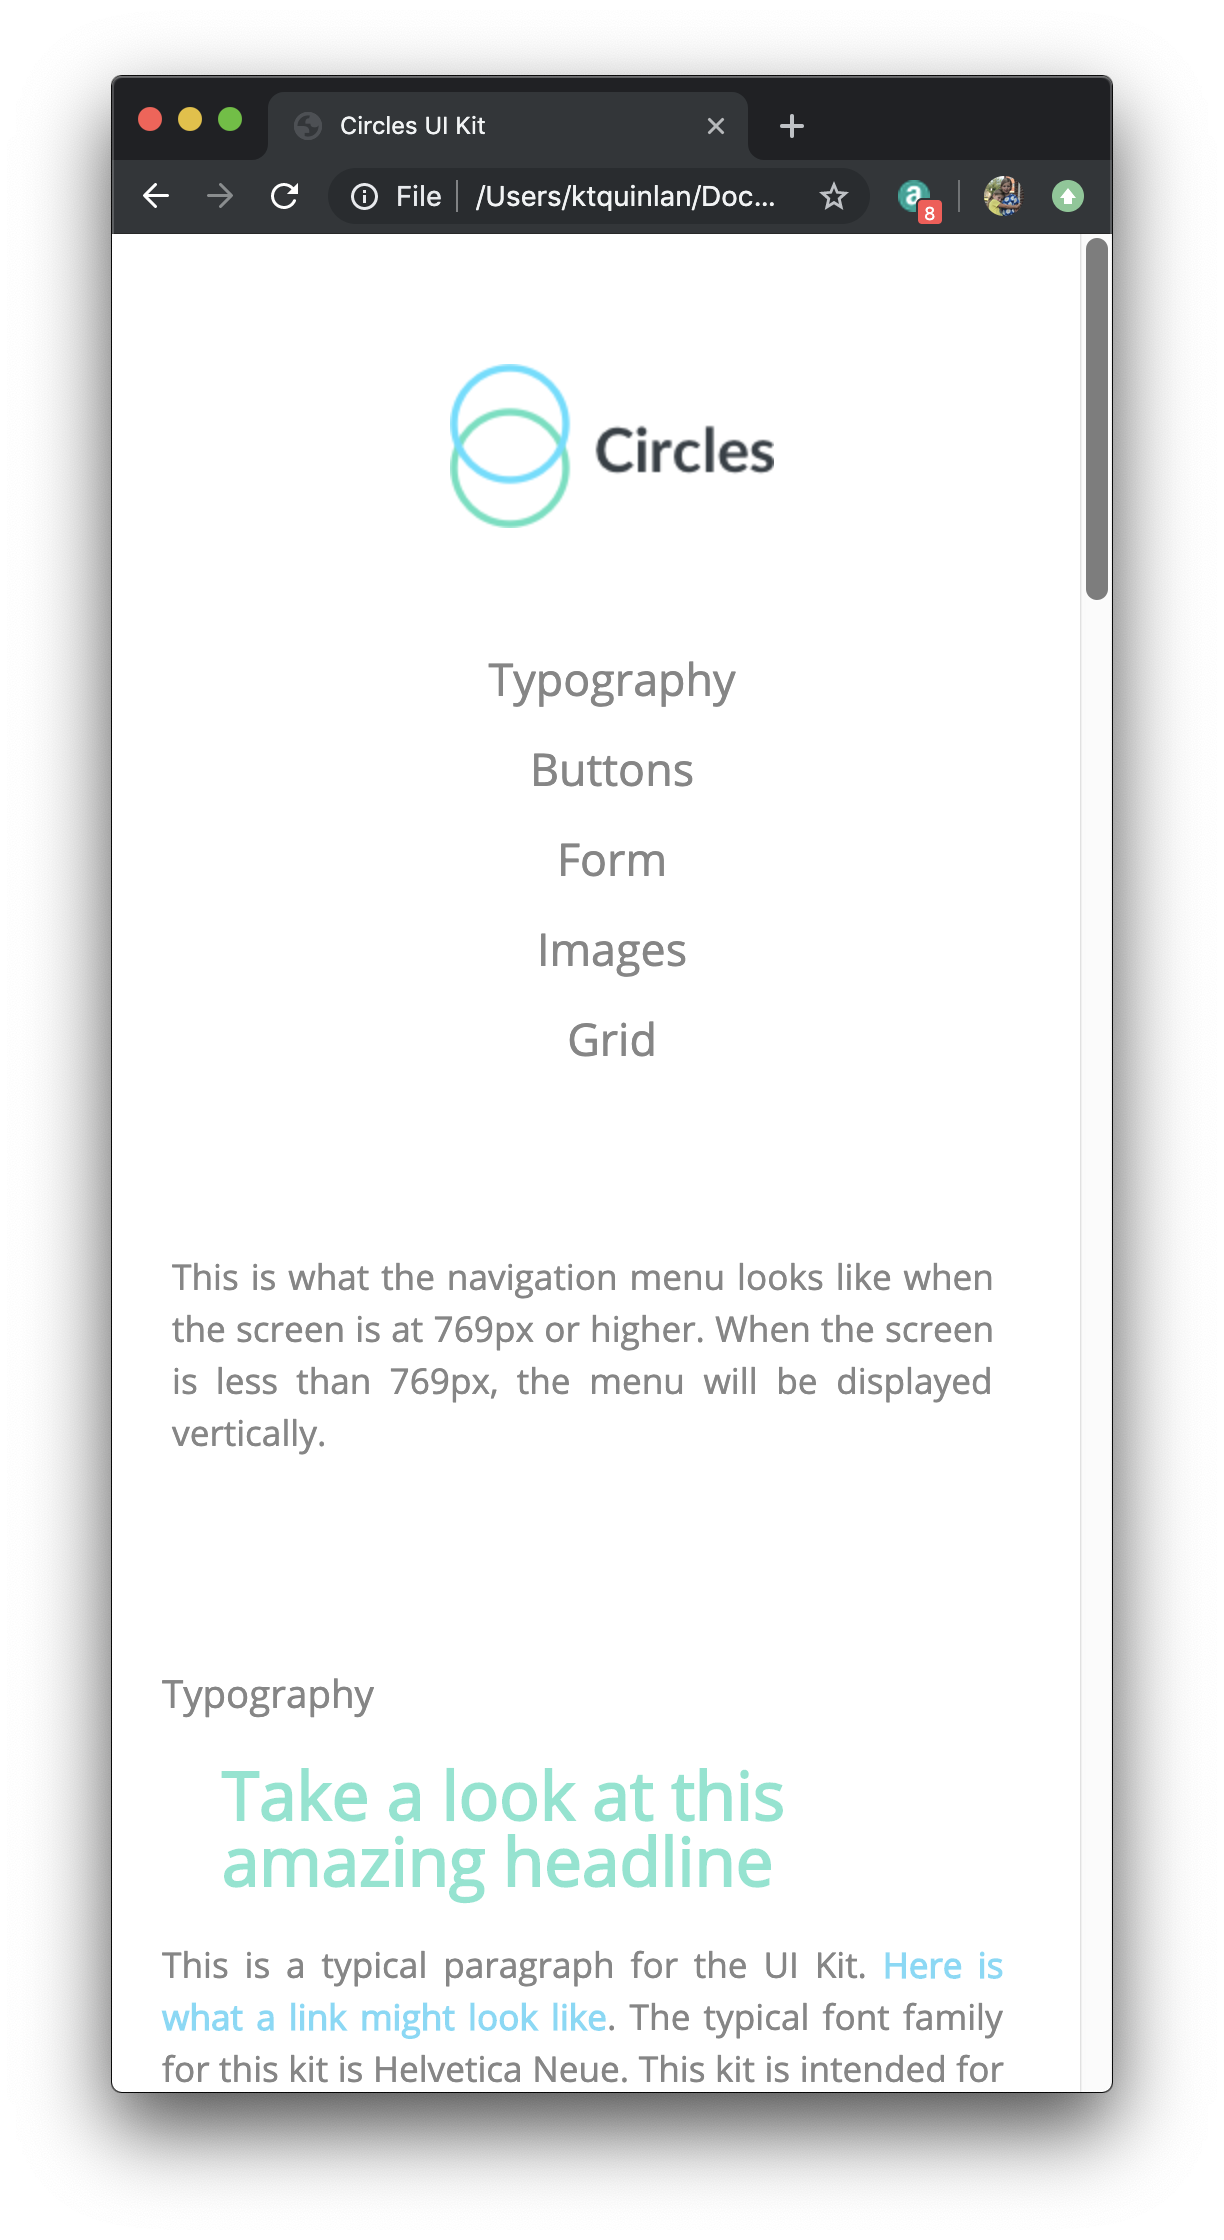 Circles UI Kit
File /Users/ktquinlan/Doc...
a
8
Circles
Typography
Buttons
Form
Images
Grid
This is what the navigation menu looks like when
the screen is at 769px or higher. When the screen
is less than 769px, the menu will be displayed
vertically.
Typography
Take a look at this
amazing headline
This is a typical paragraph for the UI Kit. Here is
what a link might look like. The typical font family
for this kit is Helvetica Neue. This kit is intended for